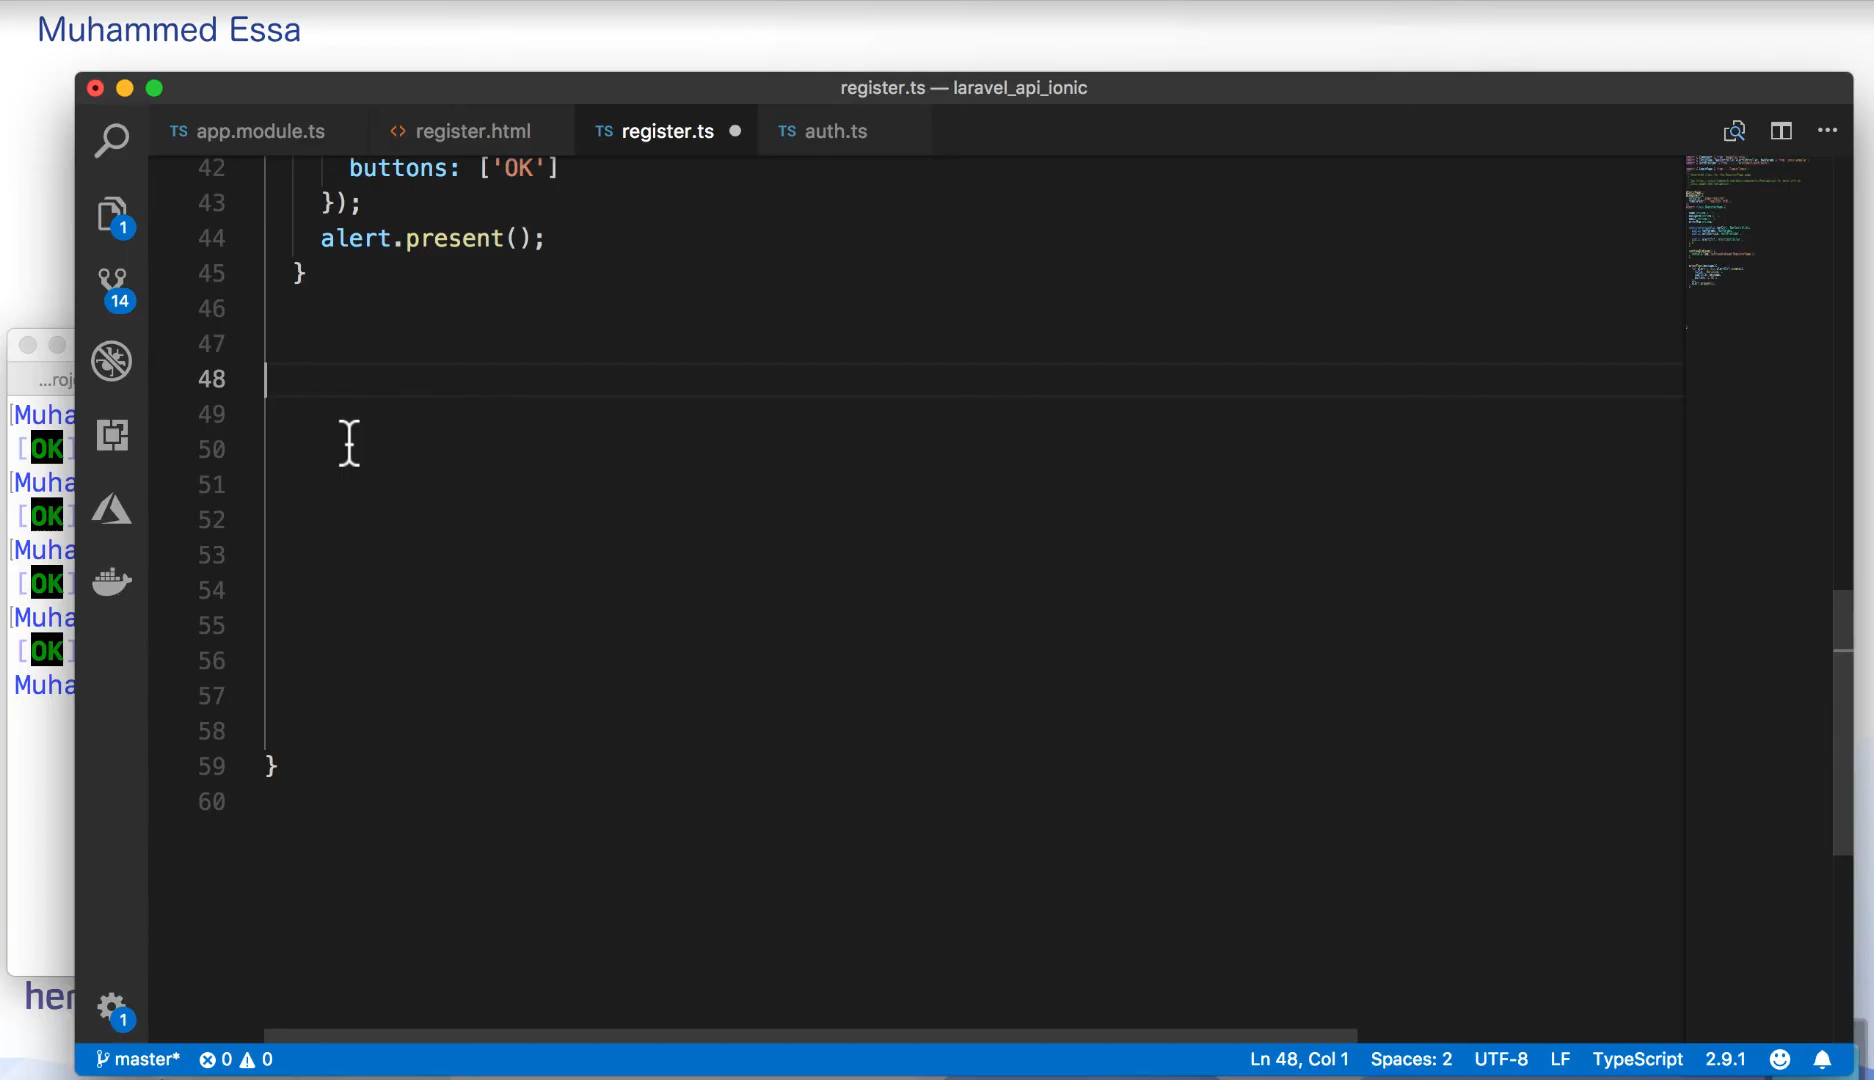 Muhammed Essa
register.ts — laravel_api_ionic
TS app.module.ts
<> register.html
TS register.ts
TS auth.ts
42 buttons: ['OK']
43 });
44 alert.present();
45 }
46
47
48
49
50
51
52
53
54
55
56
57
58
59 }
60
1
14
1
...roj
[Muha
[OK]
[Muha
[OK]
[Muha
[OK]
[Muha
[OK]
Muha
her
master* 0 0
Ln 48, Col 1 Spaces: 2 UTF-8 LF TypeScript 2.9.1